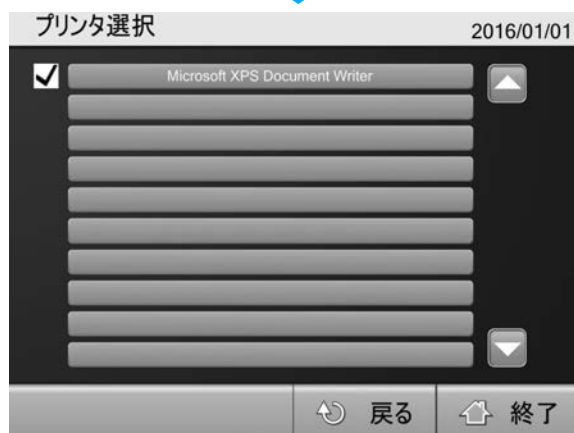 プリンタ選択
2016/01/01
Microsoft XPS Document Writer
戻る
終了